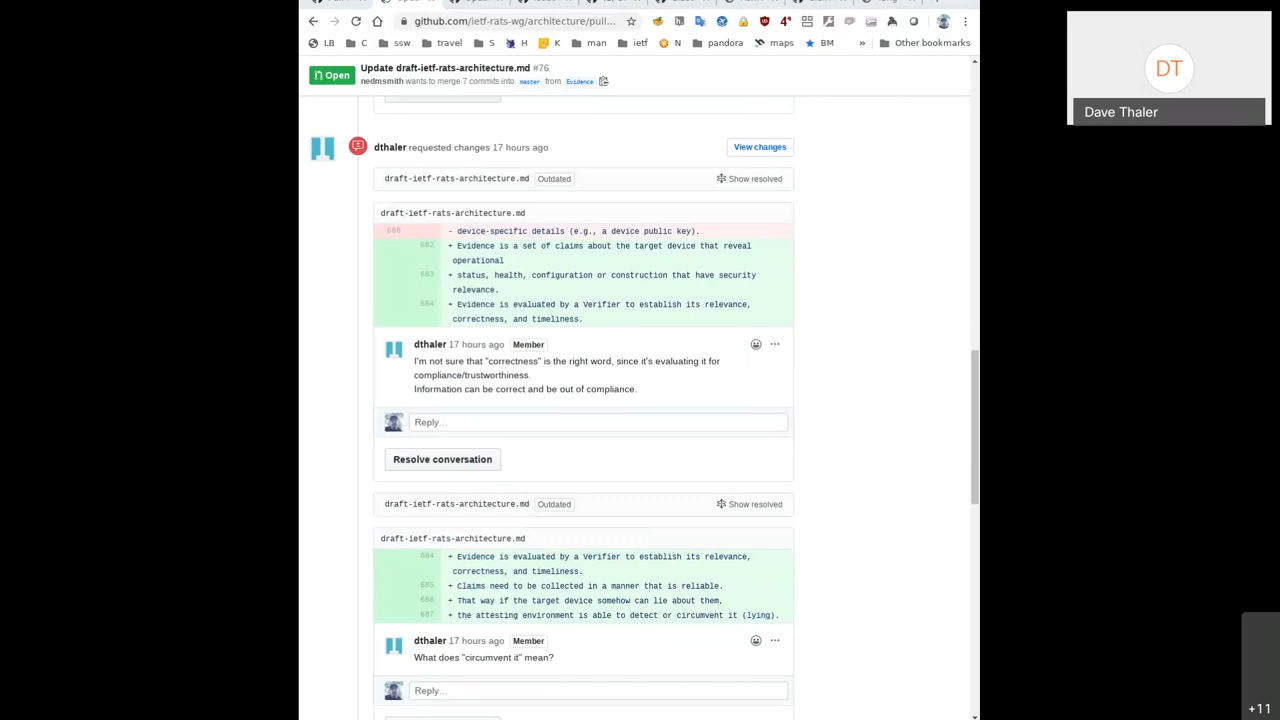 github.com/ietf-rats-wg/architecture/pull...
LB C ssw travel S H K man ietf N pandora maps BM » Other bookmarks
Open
Update draft-ietf-rats-architecture.md #76
nedmsmith wants to merge 7 commits into master from Evidence
dthaler requested changes 17 hours ago
View changes
draft-ietf-rats-architecture.md Outdated Show resolved
draft-ietf-rats-architecture.md
688 - device-specific details (e.g., a device public key).
682 + Evidence is a set of claims about the target device that reveal
operational
683 + status, health, configuration or construction that have security
relevance.
684 + Evidence is evaluated by a Verifier to establish its relevance,
correctness, and timeliness.
dthaler 17 hours ago Member
I'm not sure that "correctness" is the right word, since it's evaluating it for
compliance/trustworthiness.
Information can be correct and be out of compliance.
Reply...
Resolve conversation
draft-ietf-rats-architecture.md Outdated Show resolved
draft-ietf-rats-architecture.md
684 + Evidence is evaluated by a Verifier to establish its relevance,
correctness, and timeliness.
685 + Claims need to be collected in a manner that is reliable.
686 + That way if the target device somehow can lie about them,
687 + the attesting environment is able to detect or circumvent it (lying).
dthaler 17 hours ago Member
What does "circumvent it" mean?
Reply...
DT
Dave Thaler
+11